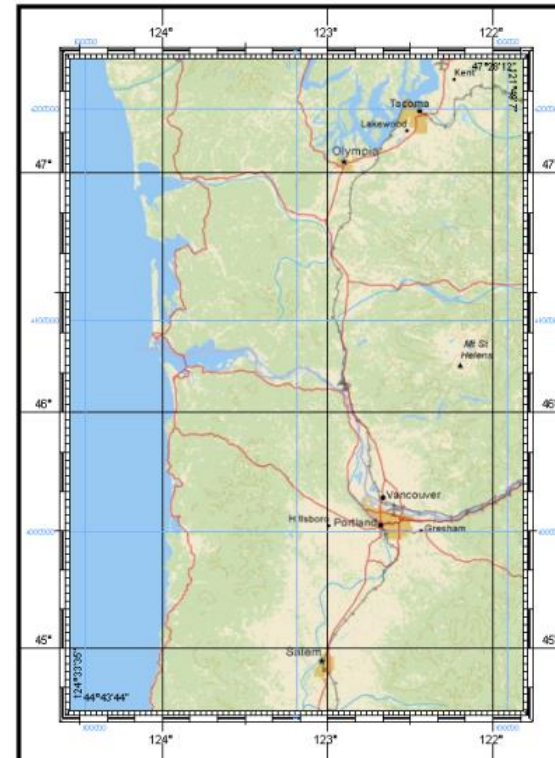 124° 123° 122°
47°28'12"
121°48'7"
Kent
Tacoma
Lakewood
Olympia
47° 47°
Mt St
Helens
46° 46°
Vancouver
Hillsboro
Portland
Gresham
45° 45°
Salem
124°33'35"
44°43'44"
124° 123° 122°